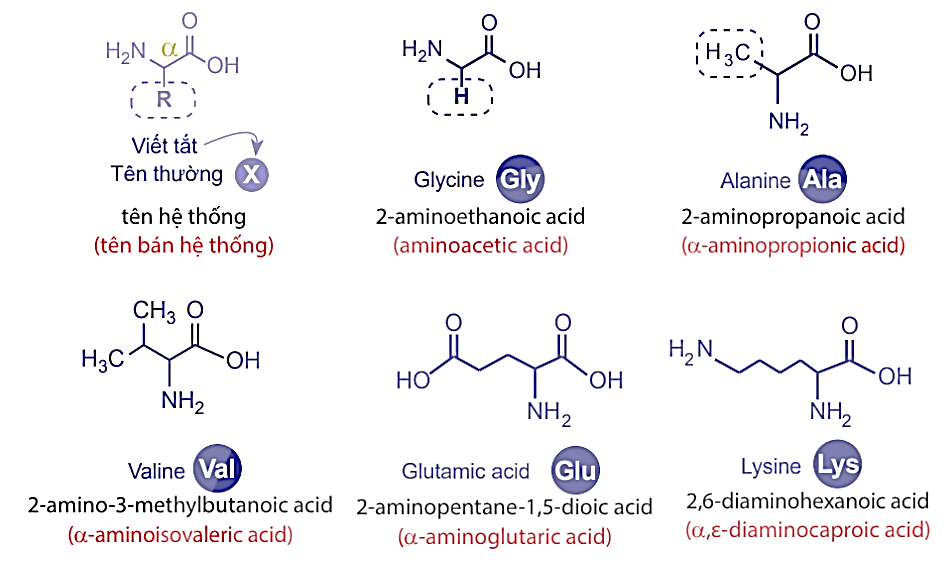 H₂N α O OH
R
Viết tắt
Tên thường X
tên hệ thống
(tên bán hệ thống)
H₂N O OH
H
Glycine Gly
2-aminoethanoic acid
(aminoacetic acid)
H₃C O OH
NH₂
Alanine Ala
2-aminopropanoic acid
(α-aminopropionic acid)
CH₃ O
H₃C OH
NH₂
Valine Val
2-amino-3-methylbutanoic acid
(α-aminoisovaleric acid)
O O
HO OH
NH₂
Glutamic acid Glu
2-aminopentane-1,5-dioic acid
(α-aminoglutaric acid)
H₂N O OH
NH₂
Lysine Lys
2,6-diaminohexanoic acid
(α,ε-diaminocaproic acid)